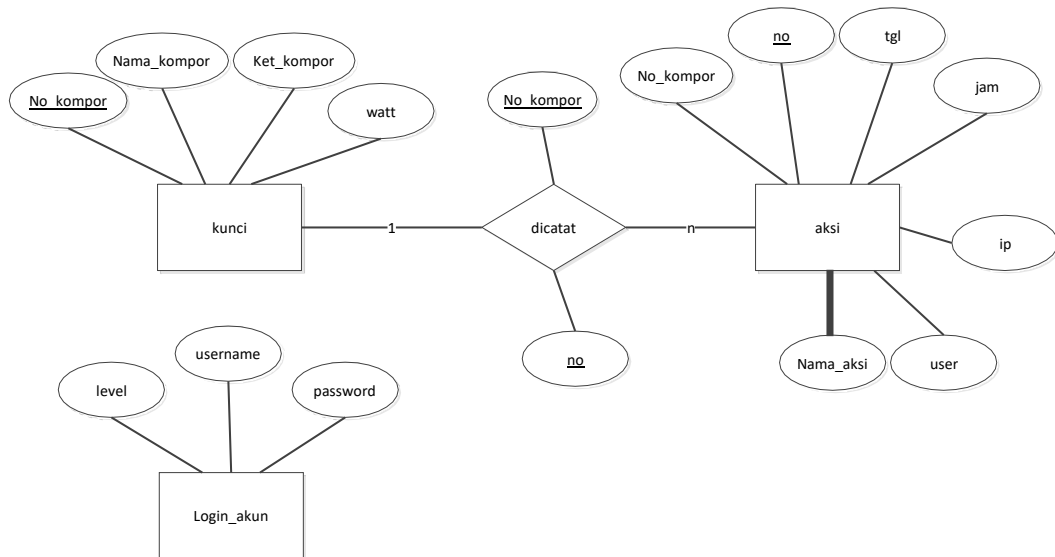 no
tgl
Nama_kompor
Ket_kompor
No_kompor
jam
No_kompor
watt
No_kompor
kunci
1
dicatat
n
aksi
ip
username
no
Nama_aksi
user
level
password
Login_akun